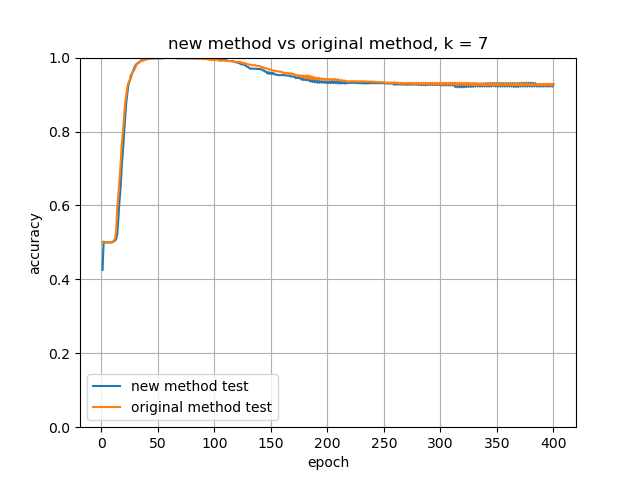 new method vs original method, k = 7
accuracy
1.0
0.8
0.6
0.4
0.2
0.0
new method test
original method test
0 50 100 150 200 250 300 350 400
epoch